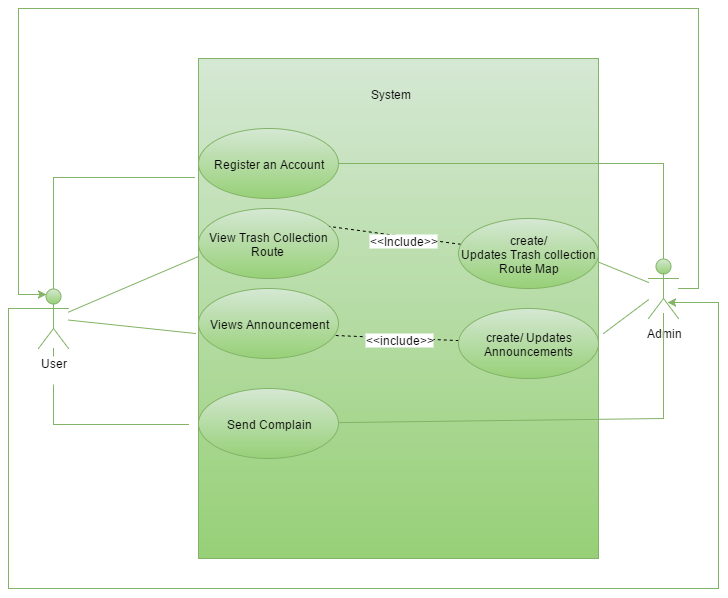 System
Register an Account
View Trash Collection
Route
<<Include>>
create/
Updates Trash collection
Route Map
Views Announcement
<<include>>
create/ Updates
Announcements
User
Admin
Send Complain